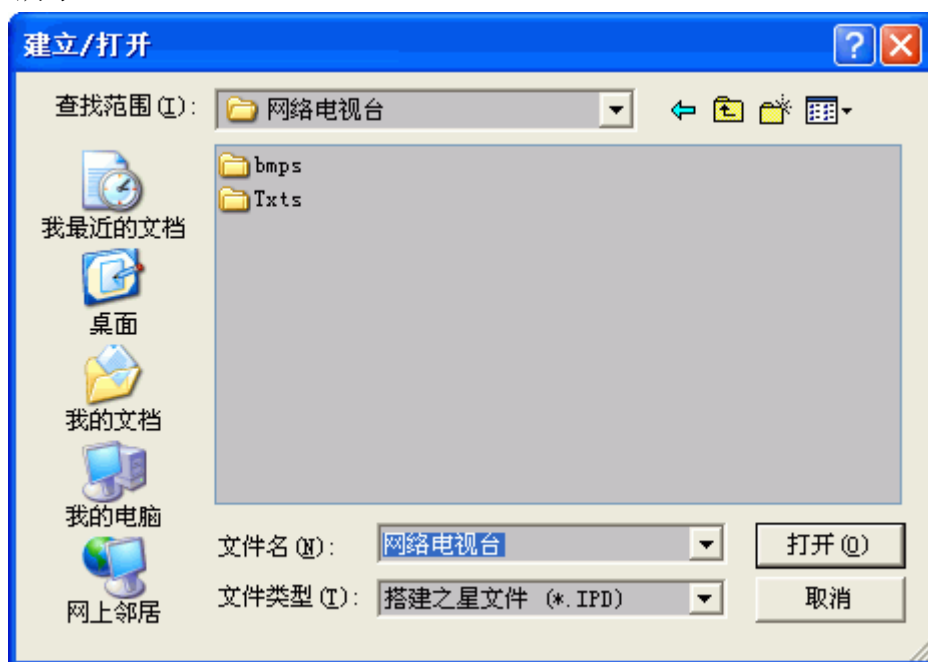 建立/打开
查找范围(I):
网络电视台
bmps
Txts
我最近的文档
桌面
我的文档
我的电脑
网上邻居
文件名(N):
网络电视台
打开(O)
文件类型(T):
搭建之星文件 (*.IPD)
取消